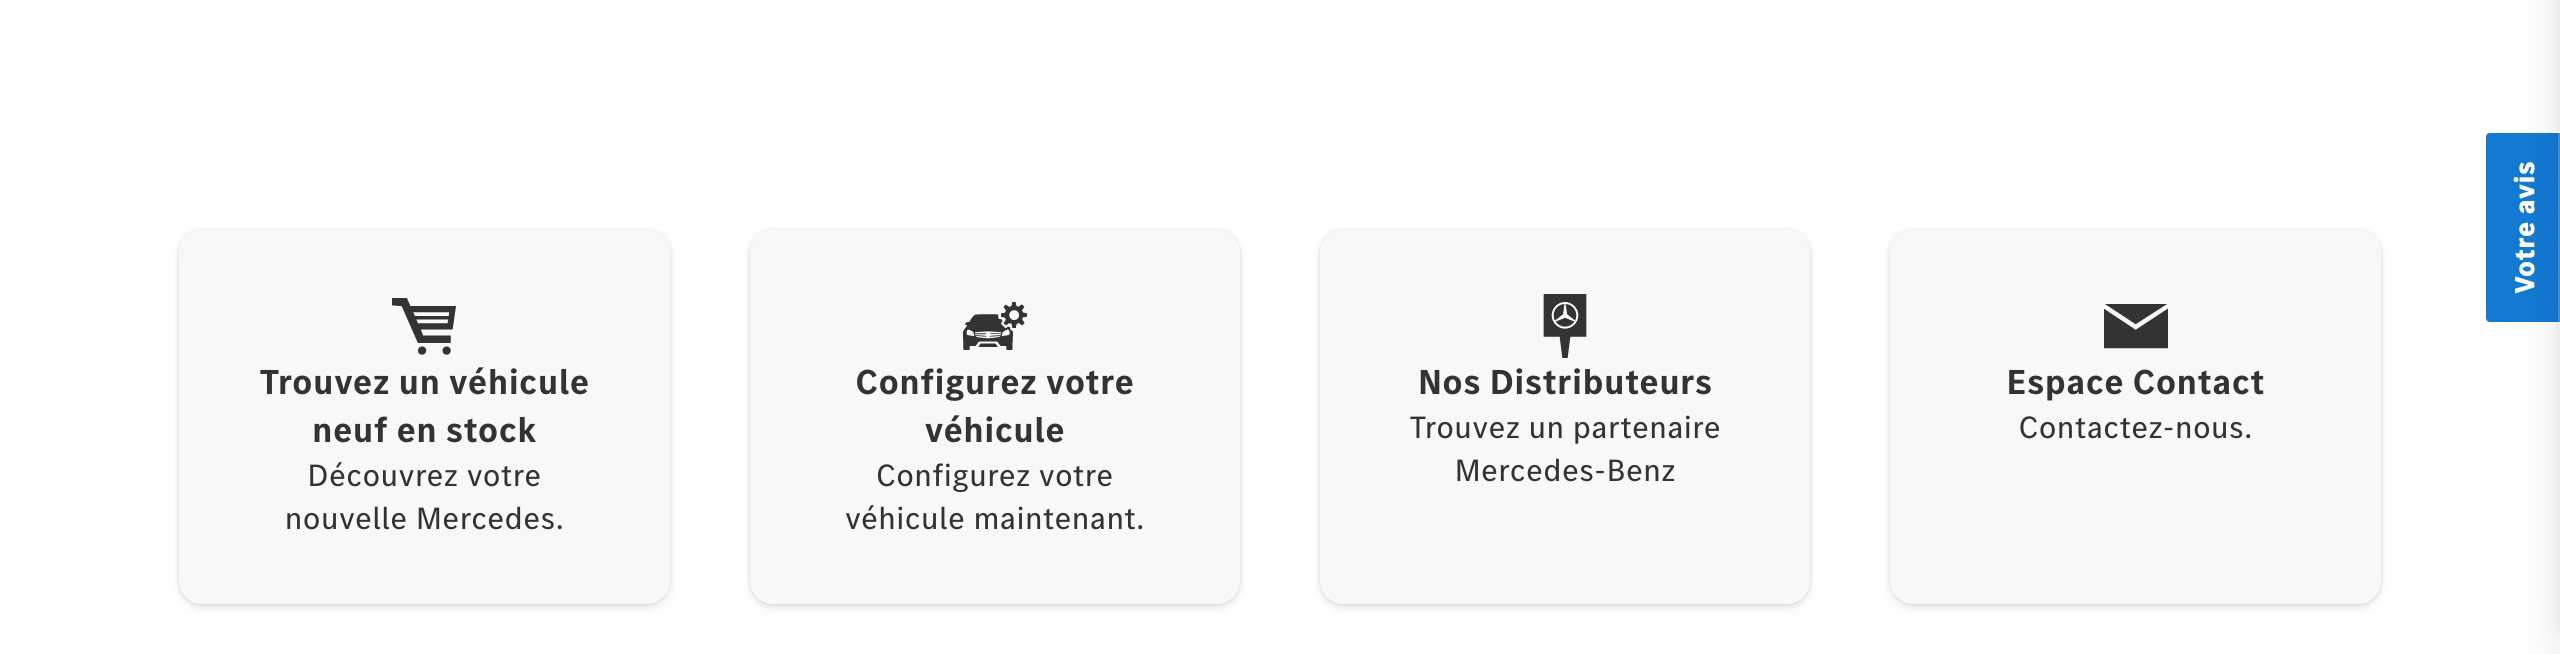 Trouvez un véhicule
neuf en stock
Découvrez votre
nouvelle Mercedes.
Configurez votre
véhicule
Configurez votre
véhicule maintenant.
Nos Distributeurs
Trouvez un partenaire
Mercedes-Benz
Espace Contact
Contactez-nous.
Votre avis